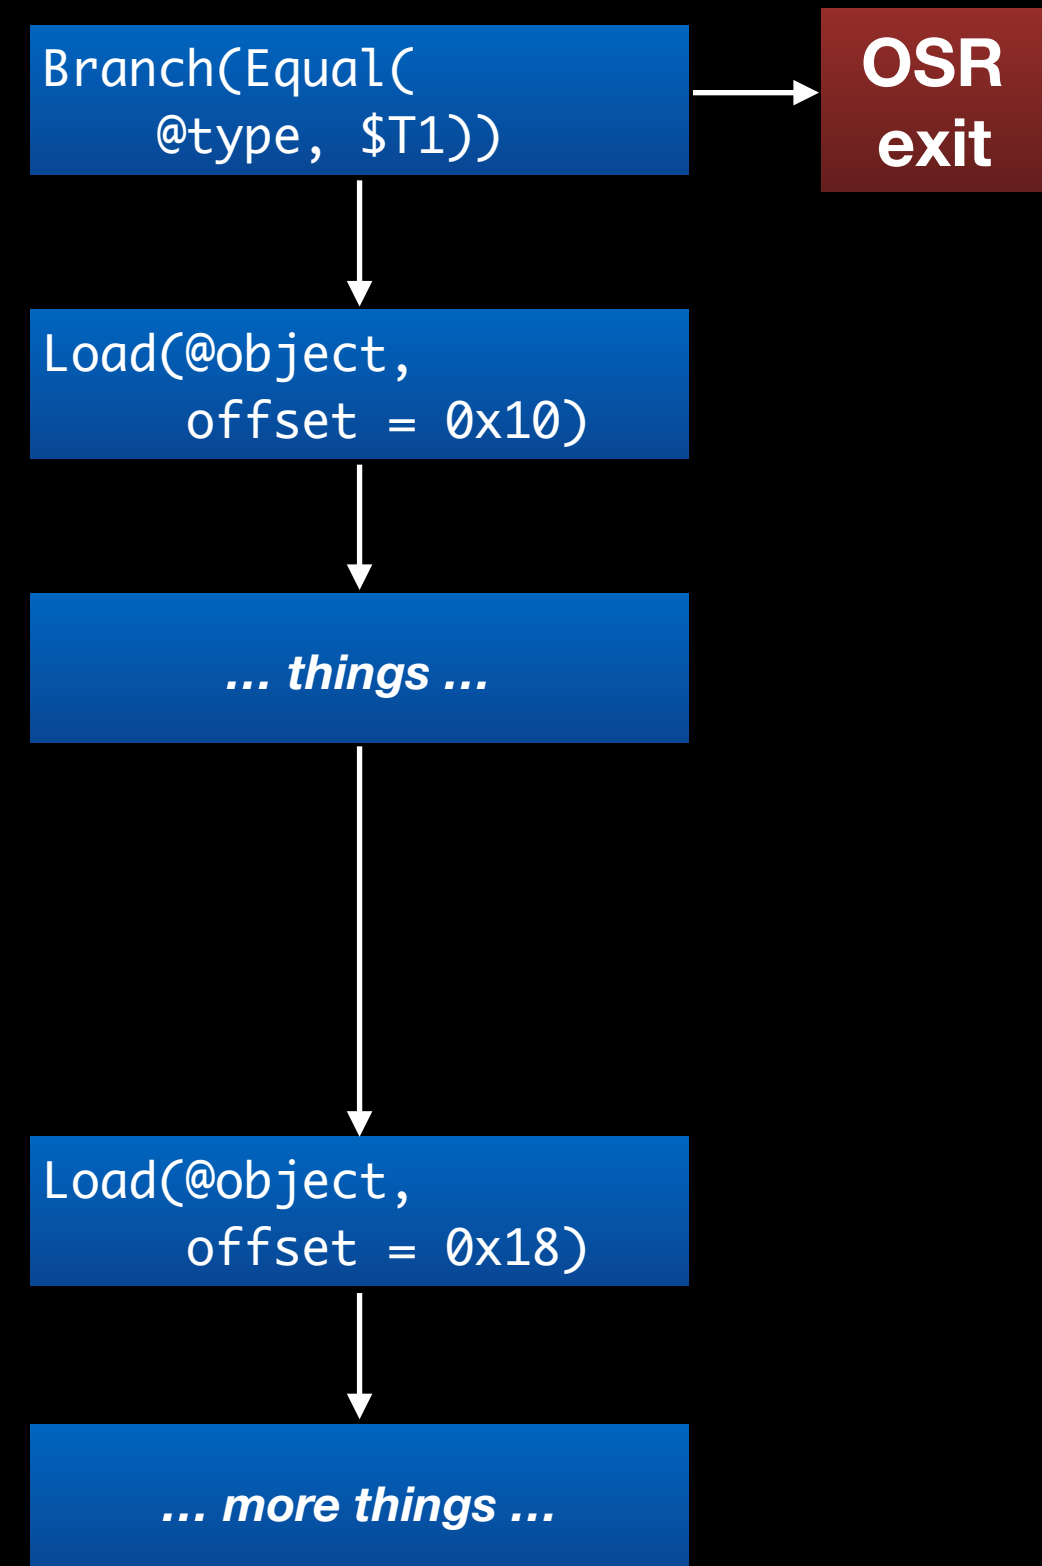 Branch(Equal(
@type, $T1))
OSR
exit
Load(@object,
offset = 0x10)
... things ...
Load(@object,
offset = 0x18)
... more things ...